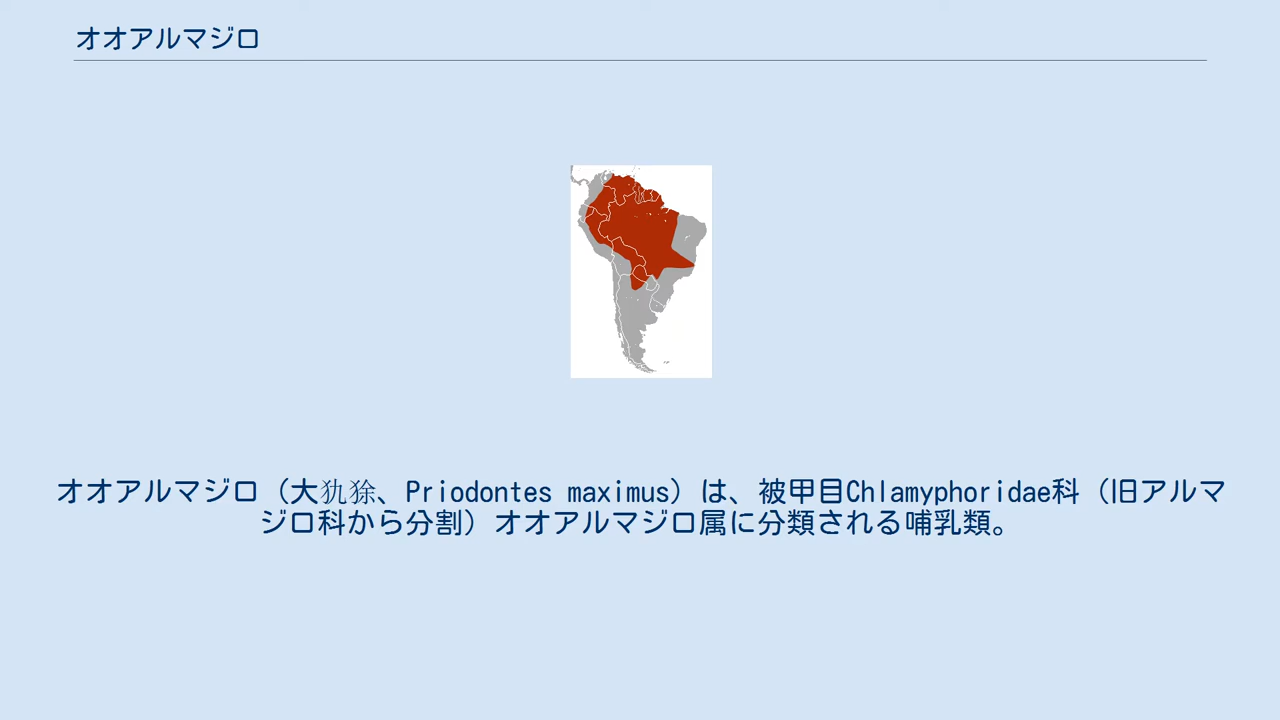 オオアルマジロ
オオアルマジロ（大犰狳、Priodontes maximus）は、被甲目Chlamyphoridae科（旧アルマ
ジロ科から分割）オオアルマジロ属に分類される哺乳類。